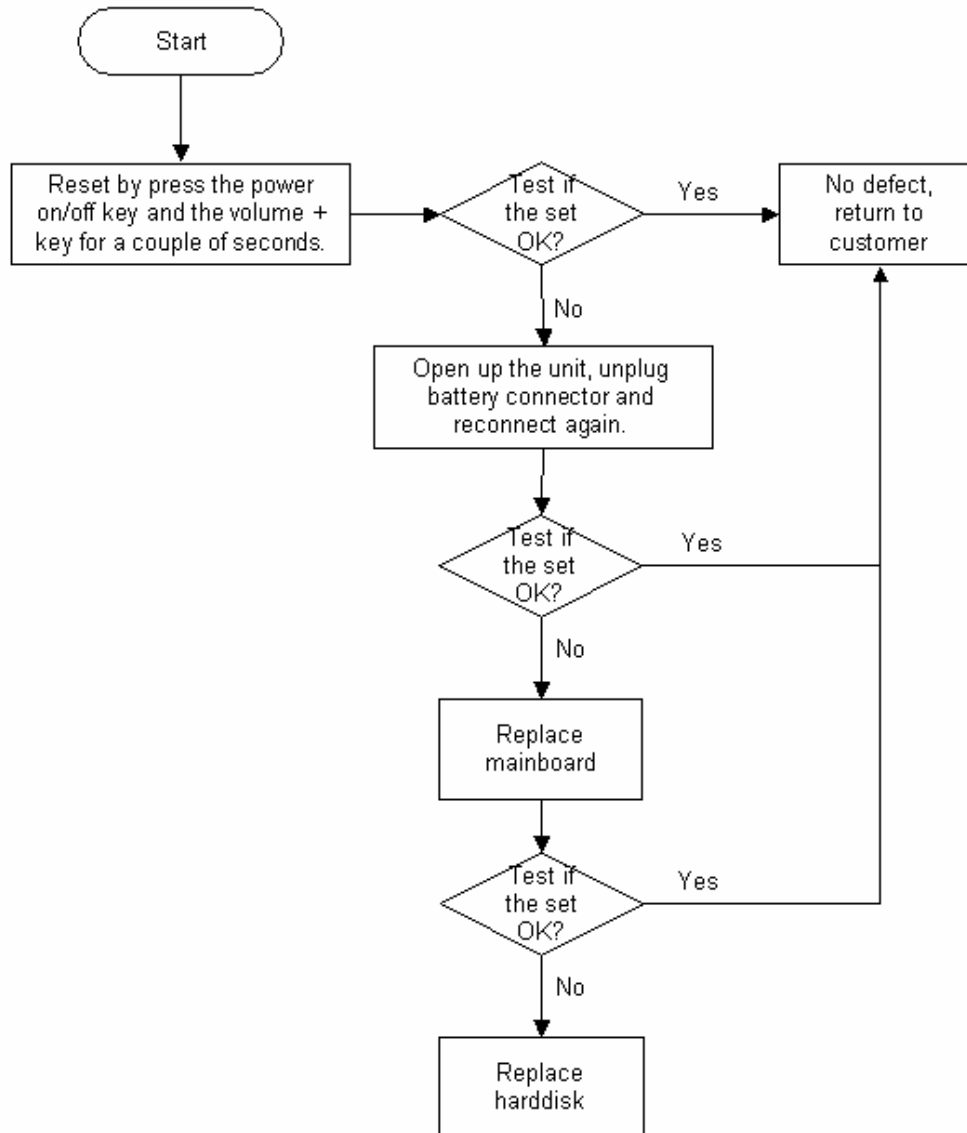 Start
Reset by press the power
on/off key and the volume +
key for a couple of seconds.
Test if
the set
OK?
Yes
No defect,
return to
customer
No
Open up the unit, unplug
battery connector and
reconnect again.
Test if
the set
OK?
Yes
No
Replace
mainboard
Test if
the set
OK?
Yes
No
Replace
harddisk